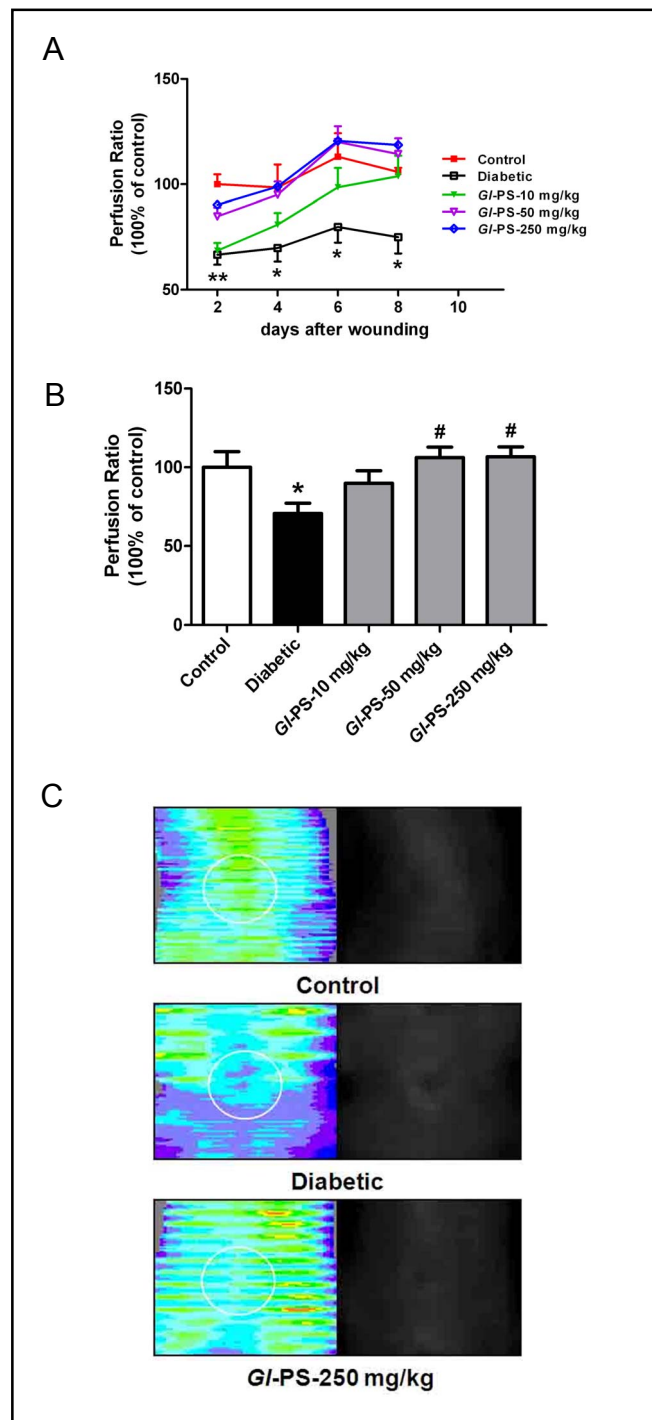 A
Perfusion Ratio
(100% of control)
150
100
50
**
*
*
*
2
4
6
8
10
days after wounding
Control
Diabetic
Gl-PS-10 mg/kg
Gl-PS-50 mg/kg
Gl-PS-250 mg/kg
B
Perfusion Ratio
(100% of control)
150
100
50
0
*
#
#
Control
Diabetic
Gl-PS-10 mg/kg
Gl-PS-50 mg/kg
Gl-PS-250 mg/kg
C
Control
Diabetic
Gl-PS-250 mg/kg